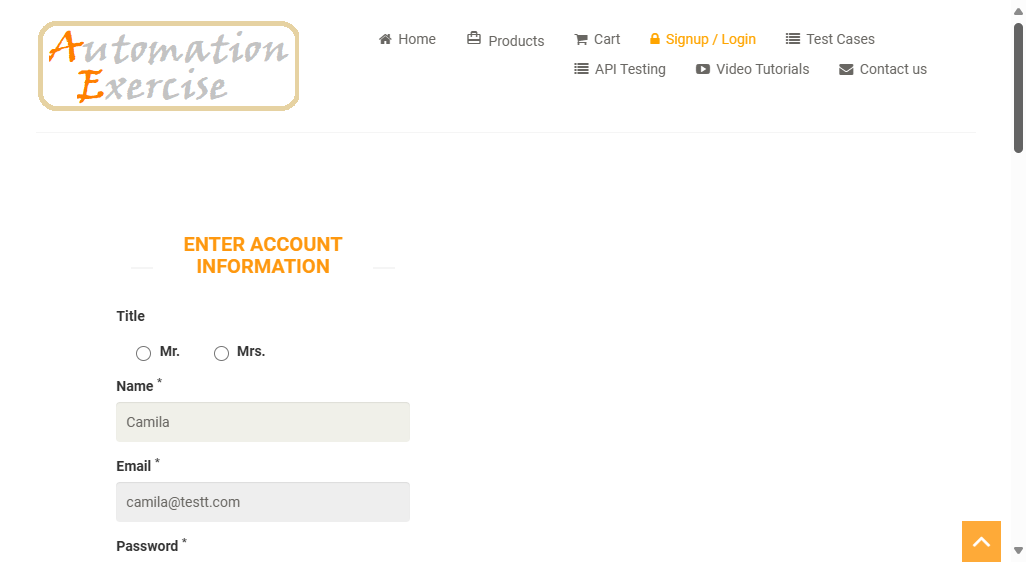 Automation
Exercise
Home
Products
Cart
Signup / Login
Test Cases
API Testing
Video Tutorials
Contact us
ENTER ACCOUNT
INFORMATION
Title
Mr.
Mrs.
Name *
Camila
Email *
camila@testt.com
Password *